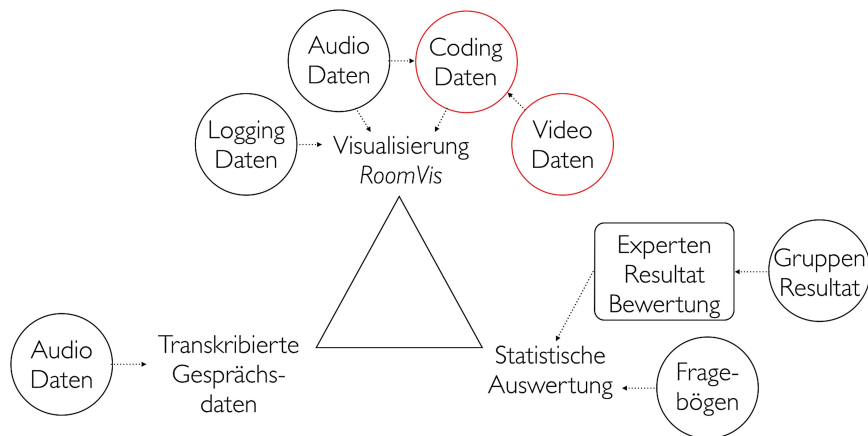 Audio
Daten
Coding
Daten
Logging
Daten
Visualisierung
RoomVis
Video
Daten
Experten
Resultat
Bewertung
Gruppen
Resultat
Audio
Daten
Transkribierte
Gesprächs-
daten
Statistische
Auswertung
Frage-
bögen